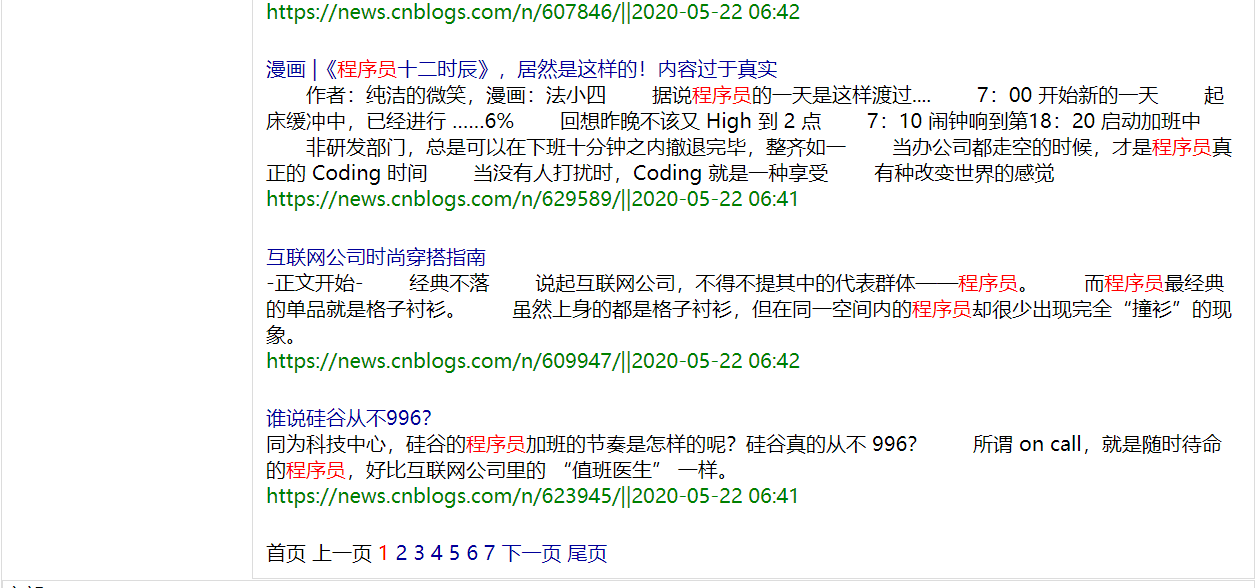 https://news.cnblogs.com/n/607846/||2020-05-22 06:42
漫画 |《程序员十二时辰》，居然是这样的！内容过于真实
作者：纯洁的微笑，漫画：法小四 据说程序员的一天是这样渡过.... 7：00 开始新的一天 起
床缓冲中，已经进行 ......6% 回想昨晚不该又 High 到 2 点 7：10 闹钟响到第18：20 启动加班中
非研发部门，总是可以在下班十分钟之内撤退完毕，整齐如一 当办公司都走空的时候，才是程序员真
正的 Coding 时间 当没有人打扰时，Coding 就是一种享受 有种改变世界的感觉
https://news.cnblogs.com/n/629589/||2020-05-22 06:41
互联网公司时尚穿搭指南
-正文开始- 经典不落 说起互联网公司，不得不提其中的代表群体——程序员。 而程序员最经典
的单品就是格子衬衫。 虽然上身的都是格子衬衫，但在同一空间内的程序员却很少出现完全“撞衫”的现
象。
https://news.cnblogs.com/n/609947/||2020-05-22 06:42
谁说硅谷从不996?
同为科技中心，硅谷的程序员加班的节奏是怎样的呢？硅谷真的从不 996？ 所谓 on call，就是随时待命
的程序员，好比互联网公司里的 “值班医生” 一样。
https://news.cnblogs.com/n/623945/||2020-05-22 06:41
首页 上一页 1 2 3 4 5 6 7 下一页 尾页